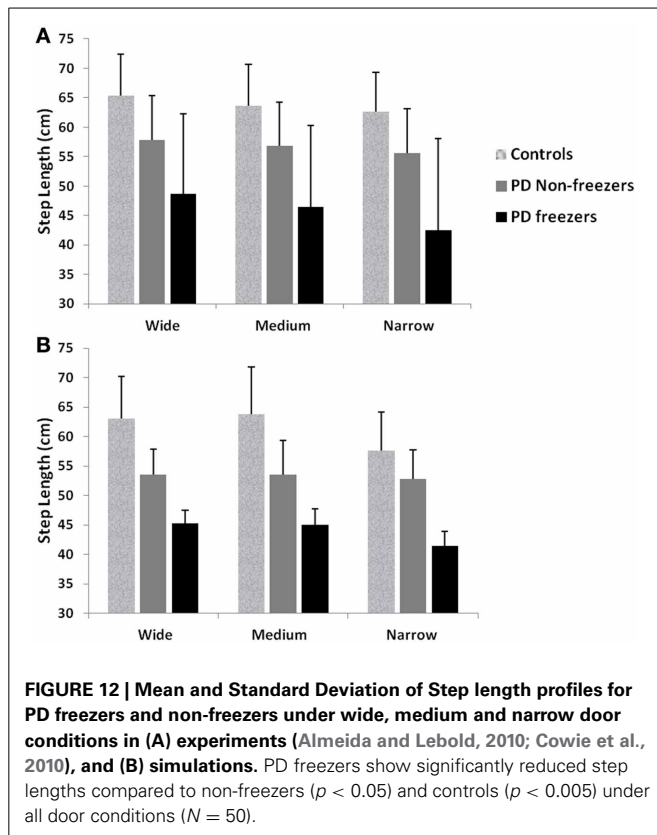 A
75
70
65
60
55
50
45
40
35
30
Step Length (cm)
Wide Medium Narrow
Controls
PD Non-freezers
PD freezers
B
75
70
65
60
55
50
45
40
35
30
Step Length (cm)
Wide Medium Narrow
FIGURE 12 | Mean and Standard Deviation of Step length profiles for
PD freezers and non-freezers under wide, medium and narrow door
conditions in (A) experiments (Almeida and Lebold, 2010; Cowie et al.,
2010), and (B) simulations. PD freezers show significantly reduced step
lengths compared to non-freezers (p < 0.05) and controls (p < 0.005) under
all door conditions (N = 50).